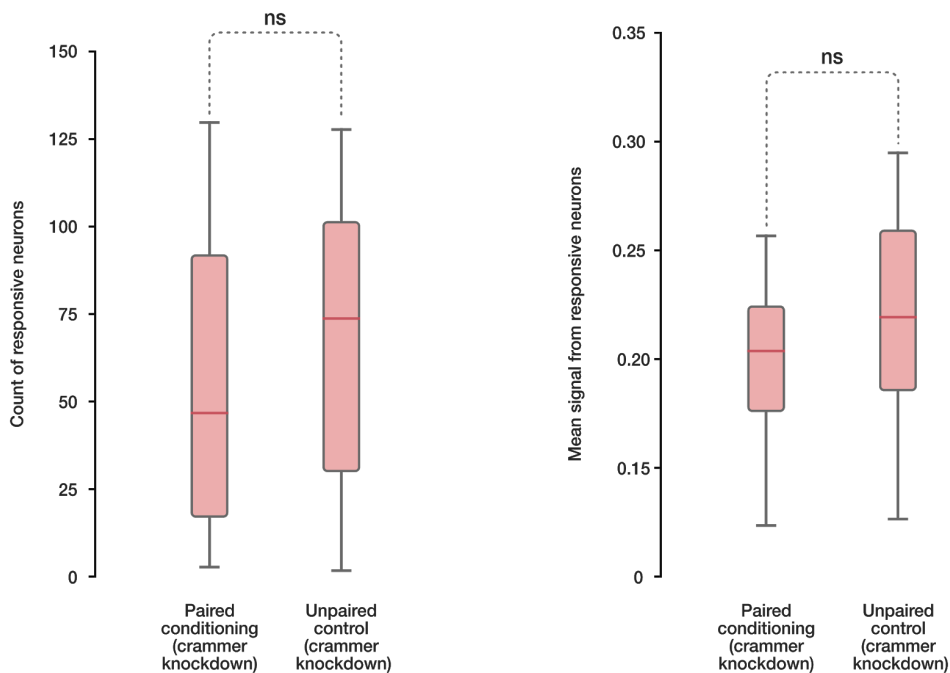 ns
150
125
100
75
50
25
0
Count of responsive neurons
Paired
conditioning
(crammer
knockdown)
Unpaired
control
(crammer
knockdown)
ns
0.35
0.30
0.25
0.20
0.15
0
Mean signal from responsive neurons
Paired
conditioning
(crammer
knockdown)
Unpaired
control
(crammer
knockdown)